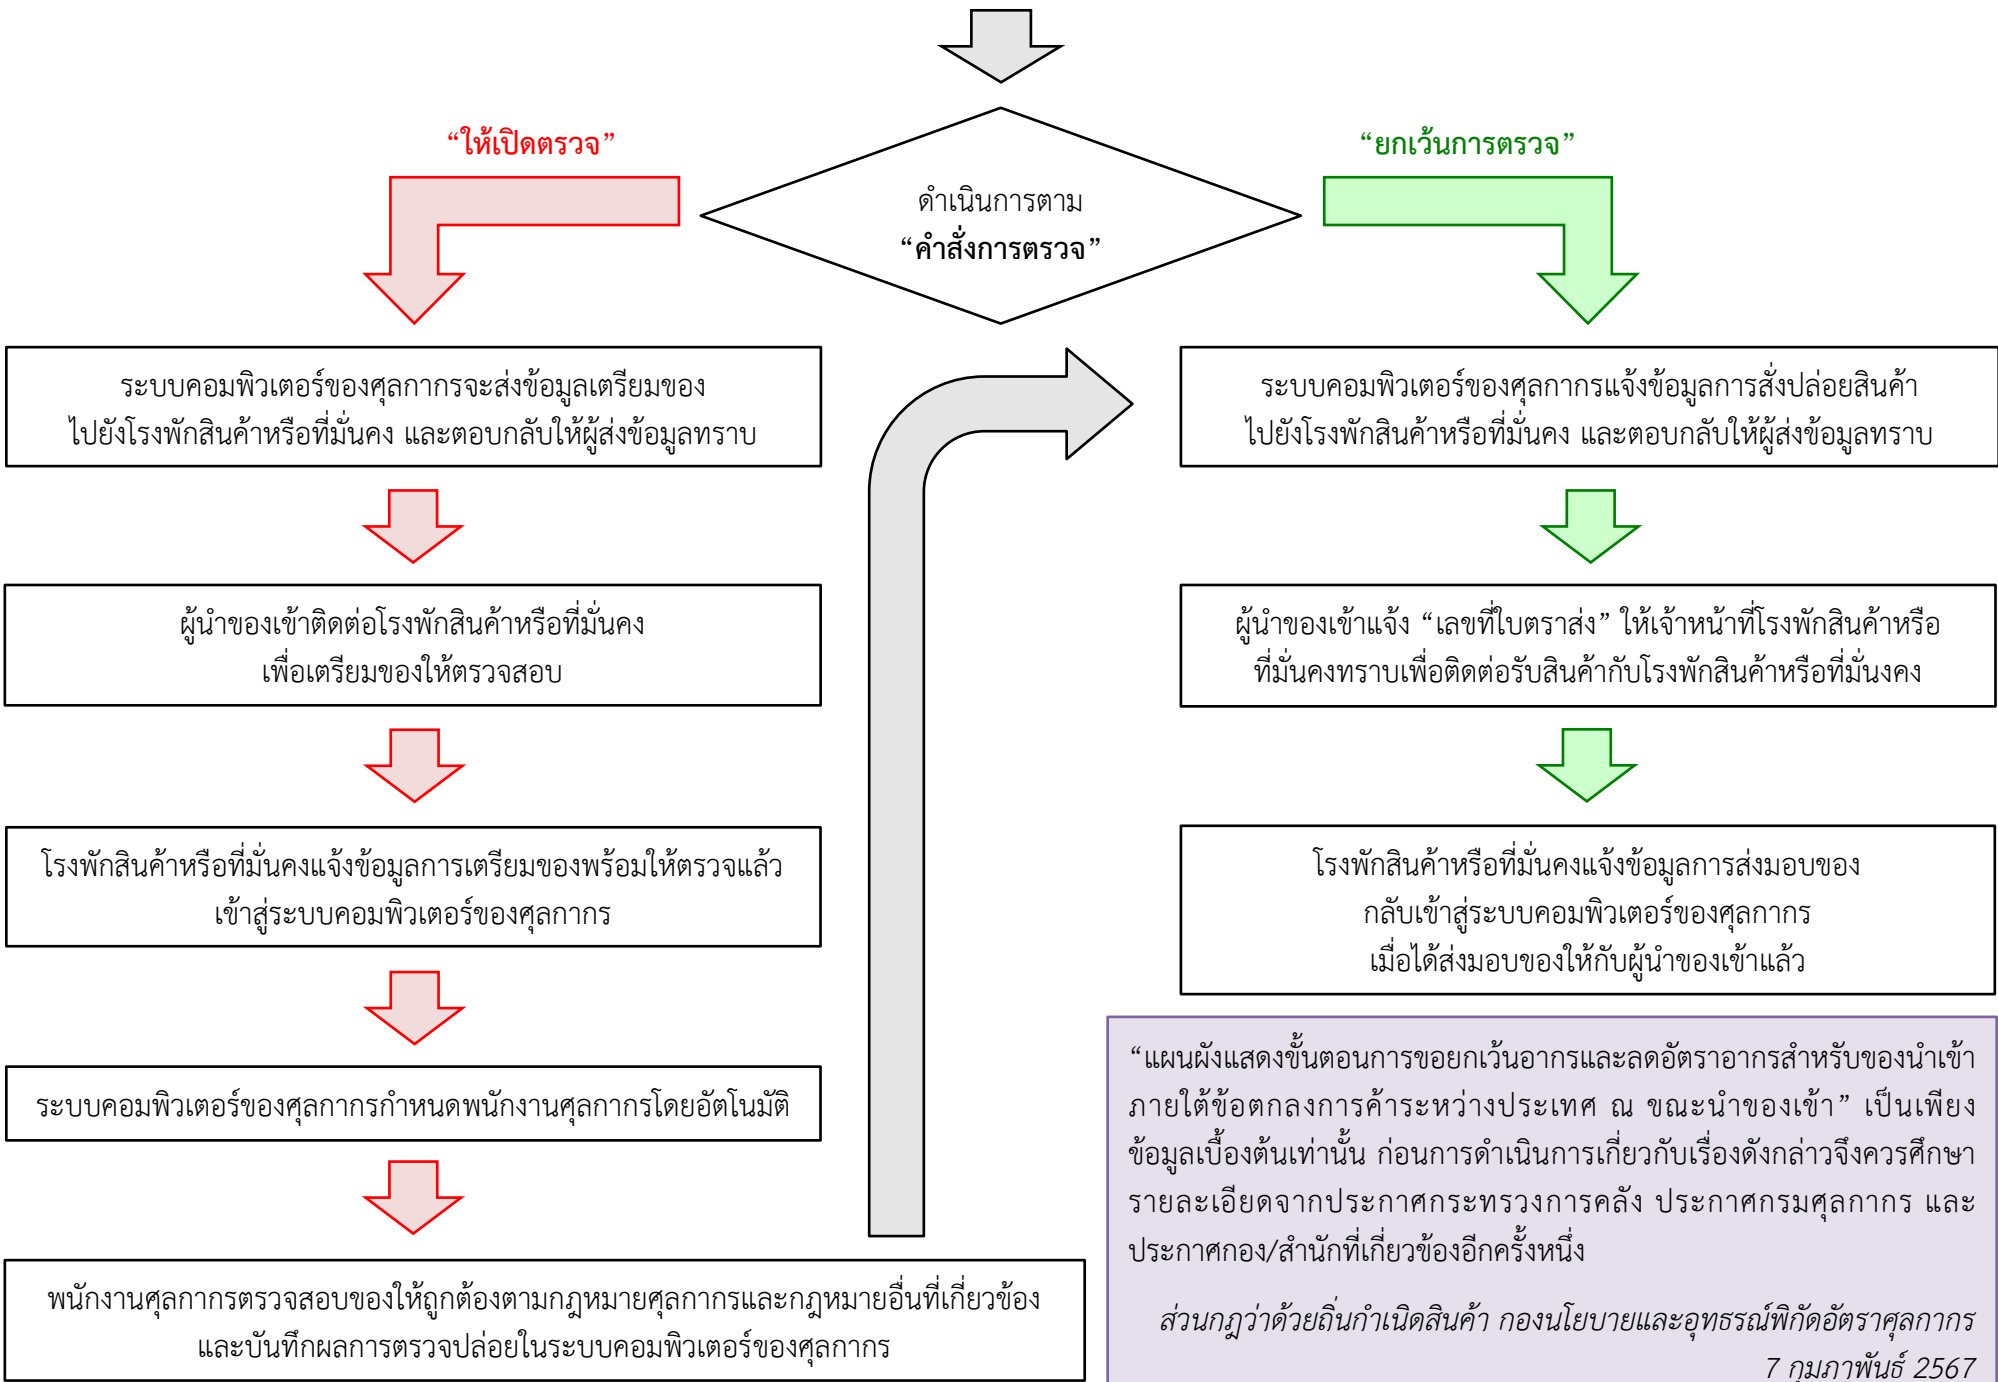 “ให้เปิดตรวจ”
“ยกเว้นการตรวจ”
ดำเนินการตาม
“คำสั่งการตรวจ”
ระบบคอมพิวเตอร์ของศุลกากรจะส่งข้อมูลเตรียมของ
ไปยังโรงพักสินค้าหรือที่มั่นคง และตอบกลับให้ผู้ส่งข้อมูลทราบ
ผู้นำของเข้าติดต่อโรงพักสินค้าหรือที่มั่นคง
เพื่อเตรียมของให้ตรวจสอบ
โรงพักสินค้าหรือที่มั่นคงแจ้งข้อมูลการเตรียมของพร้อมให้ตรวจแล้ว
เข้าสู่ระบบคอมพิวเตอร์ของศุลกากร
ระบบคอมพิวเตอร์ของศุลกากรกำหนดพนักงานศุลกากรโดยอัตโนมัติ
พนักงานศุลกากรตรวจสอบของให้ถูกต้องตามกฎหมายศุลกากรและกฎหมายอื่นที่เกี่ยวข้อง
และบันทึกผลการตรวจปล่อยในระบบคอมพิวเตอร์ของศุลกากร
ระบบคอมพิวเตอร์ของศุลกากรแจ้งข้อมูลการสั่งปล่อยสินค้า
ไปยังโรงพักสินค้าหรือที่มั่นคง และตอบกลับให้ผู้ส่งข้อมูลทราบ
ผู้นำของเข้าแจ้ง “เลขที่ใบตราส่ง” ให้เจ้าหน้าที่โรงพักสินค้าหรือ
ที่มั่นคงทราบเพื่อติดต่อรับสินค้ากับโรงพักสินค้าหรือที่มั่นงคง
โรงพักสินค้าหรือที่มั่นคงแจ้งข้อมูลการส่งมอบของ
กลับเข้าสู่ระบบคอมพิวเตอร์ของศุลกากร
เมื่อได้ส่งมอบของให้กับผู้นำของเข้าแล้ว
“แผนผังแสดงขั้นตอนการขอยกเว้นอากรและลดอัตราอากรสำหรับของนำเข้า
ภายใต้ข้อตกลงการค้าระหว่างประเทศ ณ ขณะนำของเข้า” เป็นเพียง
ข้อมูลเบื้องต้นเท่านั้น ก่อนการดำเนินการเกี่ยวกับเรื่องดังกล่าวจึงควรศึกษา
รายละเอียดจากประกาศกระทรวงการคลัง ประกาศกรมศุลกากร และ
ประกาศกอง/สำนักที่เกี่ยวข้องอีกครั้งหนึ่ง
ส่วนกฎว่าด้วยถิ่นกำเนิดสินค้า กองนโยบายและอุทธรณ์พิกัดอัตราศุลกากร
7 กุมภาพันธ์ 2567